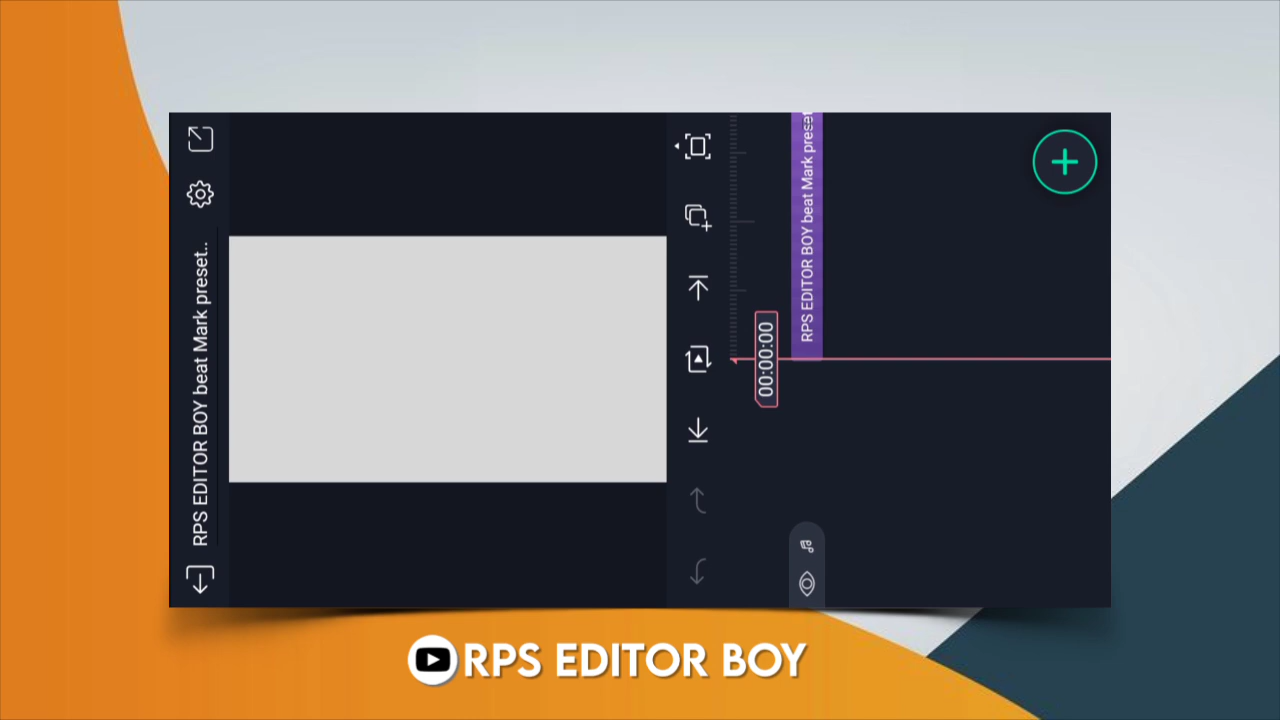 RPS EDITOR BOY beat Mark preset..
00:00:00
RPS EDITOR BOY beat Mark preset
RPS EDITOR BOY